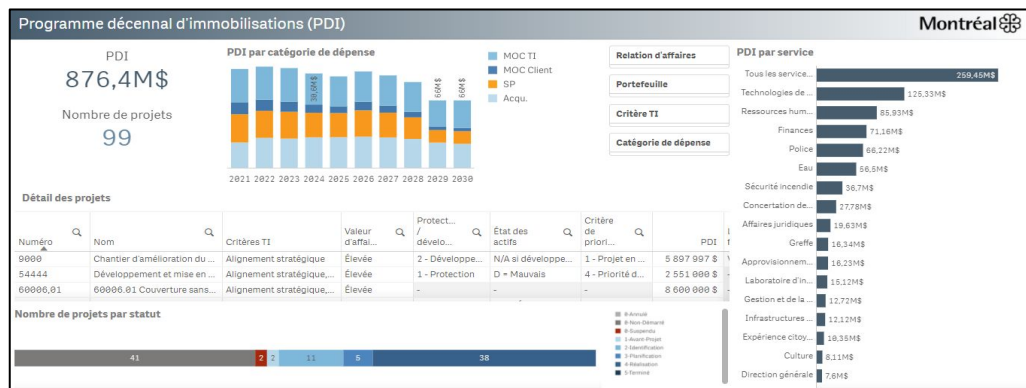 Programme décennal d'immobilisations (PDI)
Montréal
PDI
876,4M$
Nombre de projets
99
PDI par catégorie de dépense
30,6M$
66M$
66M$
2021 2022 2023 2024 2025 2026 2027 2028 2029 2030
MOC TI
MOC Client
SP
Acqu.
Relation d'affaires
Portefeuille
Critère TI
Catégorie de dépense
PDI par service
Tous les service... 259,45M$
Technologies de ... 125,33M$
Ressources hum... 85,93M$
Finances 71,16M$
Police 66,22M$
Eau 56,5M$
Sécurité incendie 36,7M$
Concertation de... 27,78M$
Affaires juridiques 19,63M$
Greffe 16,34M$
Approvisionnem... 16,23M$
Laboratoire d'in... 15,12M$
Gestion et de la ... 12,72M$
Infrastructures ... 12,12M$
Expérience citoy... 10,35M$
Culture 8,11M$
Direction générale 7,6M$
Détail des projets
Numéro Nom Critères TI Valeur d'affai... Protect... / dévelo... État des actifs Critère de priori... PDI
9000 Chantier d'amélioration du ... Alignement stratégique Élevée 2 - Développe... N/A si développe... 1 - Projet en ... 5 897 997 $
54444 Développement et mise en ... Alignement stratégique,... Élevée 1 - Protection D = Mauvais 4 - Priorité d... 2 551 000 $
60006,01 60006.01 Couverture sans... Alignement stratégique,... Élevée - - - 8 600 000 $
Nombre de projets par statut
41 2 2 11 5 38
0-Annulé
0-Non-Démarré
0-Suspendu
1-Avant-Projet
2-Identification
3-Planification
4-Réalisation
5-Terminé